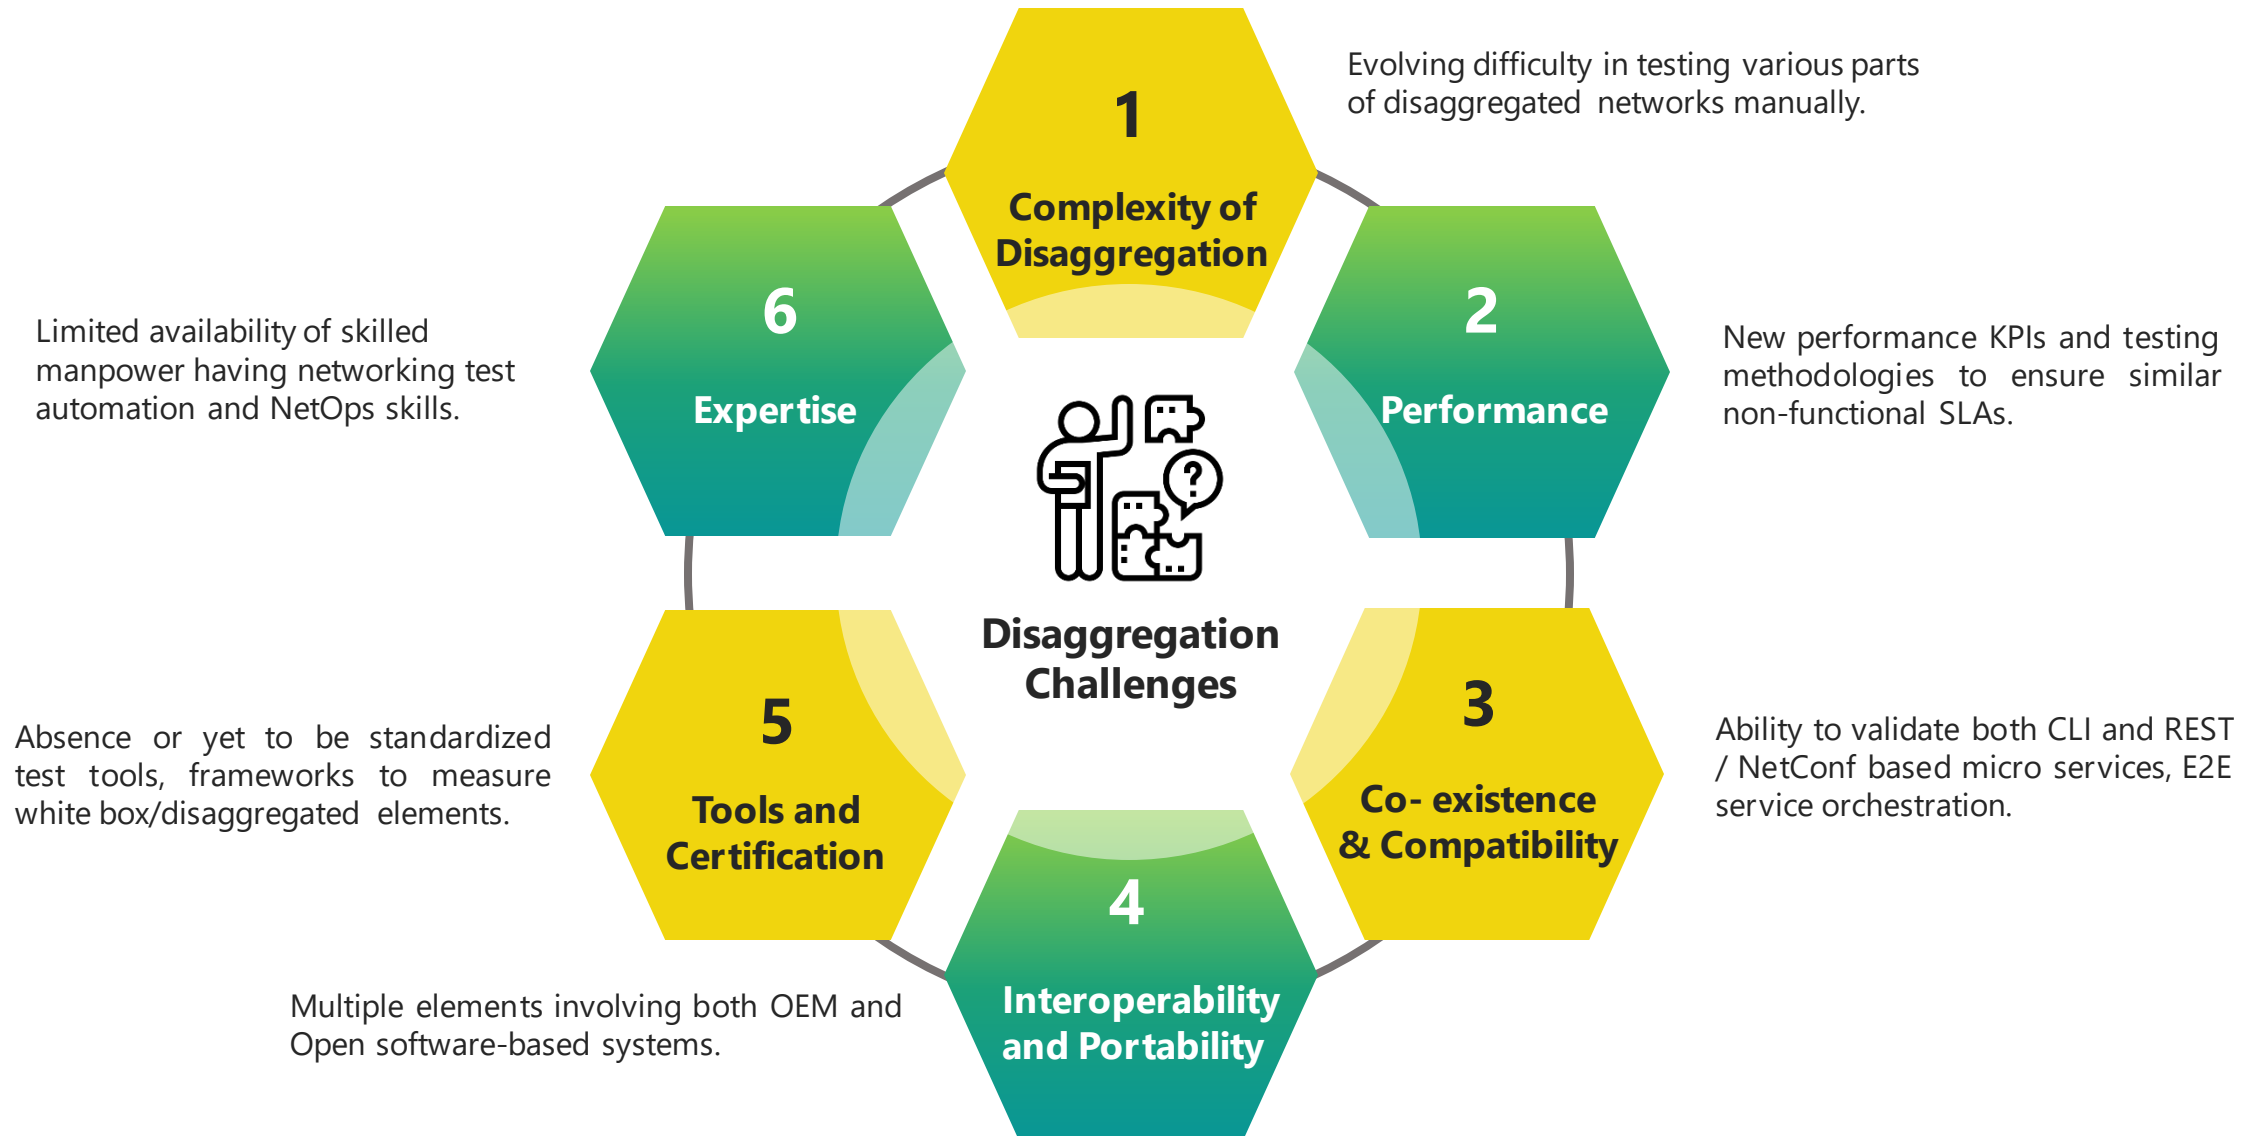 1
Complexity of
Disaggregation
Evolving difficulty in testing various parts
of disaggregated networks manually.
2
Performance
New performance KPIs and testing
methodologies to ensure similar
non-functional SLAs.
3
Co- existence
& Compatibility
Ability to validate both CLI and REST
/ NetConf based micro services, E2E
service orchestration.
4
Interoperability
and Portability
Multiple elements involving both OEM and
Open software-based systems.
5
Tools and
Certification
Absence or yet to be standardized
test tools, frameworks to measure
white box/disaggregated elements.
6
Expertise
Limited availability of skilled
manpower having networking test
automation and NetOps skills.
?
Disaggregation
Challenges